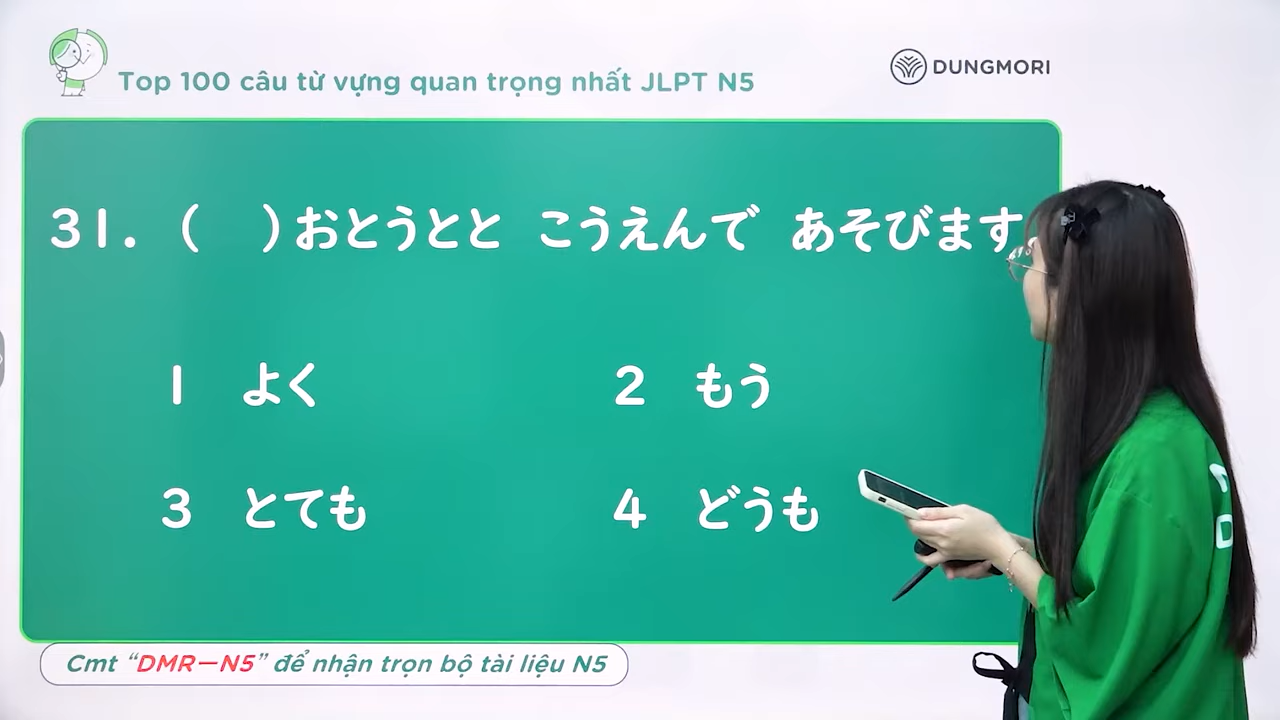 Top 100 câu từ vựng quan trọng nhất JLPT N5
DUNGMORI
31. (　)おとうとと こうえんで あそびます
1 よく
2 もう
3 とても
4 どうも
Cmt “DMR–N5” để nhận trọn bộ tài liệu N5